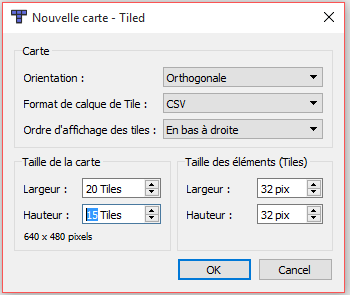 Nouvelle carte - Tiled
Carte
Orientation :
Orthogonale
Format de calque de Tile :
CSV
Ordre d'affichage des tiles :
En bas à droite
Taille de la carte
Largeur :
20 Tiles
Hauteur :
15 Tiles
640 x 480 pixels
Taille des éléments (Tiles)
Largeur :
32 pix
Hauteur :
32 pix
OK
Cancel